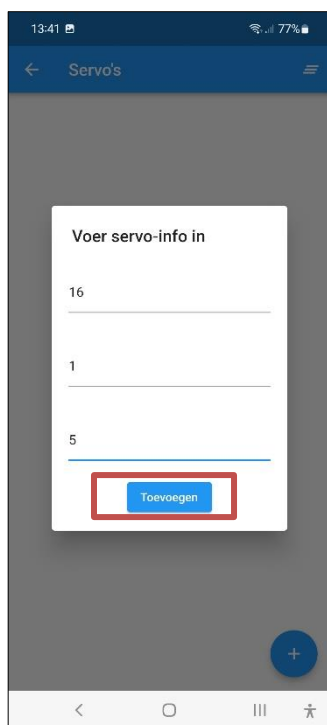 13:41 77%
Servo's
Voer servo-info in
16
1
5
Toevoegen
+